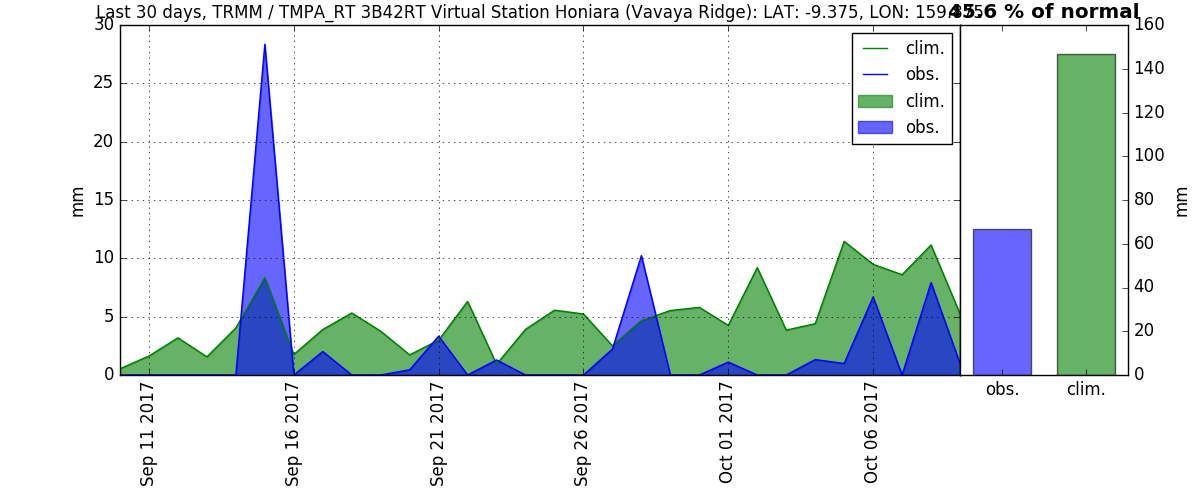 Last 30 days, TRMM / TMPA_RT 3B42RT Virtual Station Honiara (Vavaya Ridge): LAT: -9.375, LON:
45.6 % of normal
30
25
20
15
10
5
0
mm
clim.
obs.
clim.
obs.
160
140
120
100
80
60
40
20
0
mm
obs.
clim.
Sep 11 2017
Sep 16 2017
Sep 21 2017
Sep 26 2017
Oct 01 2017
Oct 06 2017